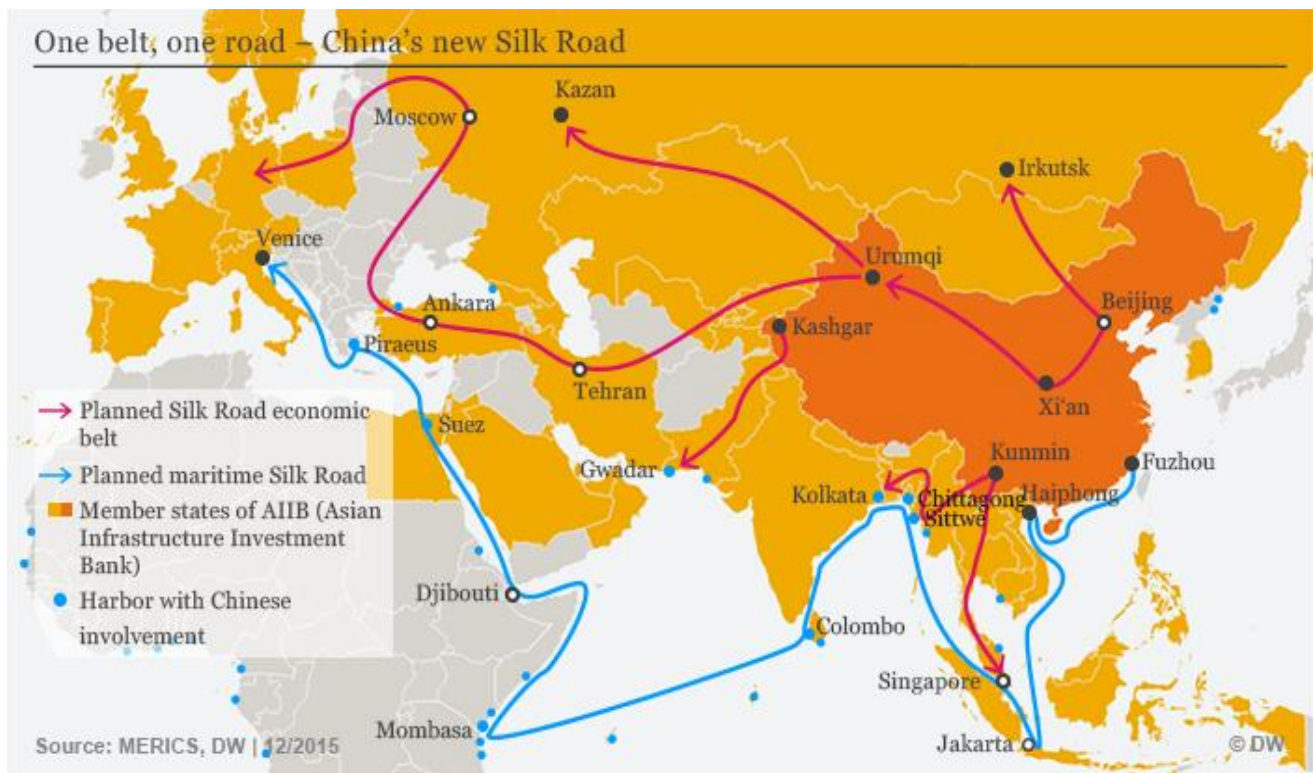 One belt, one road – China's new Silk Road
Kazan
Moscow
Irkutsk
Venice
Urumqi
Ankara
Beijing
Kashgar
Piraeus
Tehran
Xi'an
Planned Silk Road economic
belt
Suez
Kunmin
Fuzhou
Gwadar
Planned maritime Silk Road
Kolkata
Chittagong
Haiphong
Member states of AIIB (Asian
Infrastructure Investment
Bank)
Sittwe
Djibouti
Harbor with Chinese
involvement
Colombo
Singapore
Mombasa
Jakarta
Source: MERICS, DW | 12/2015
© DW